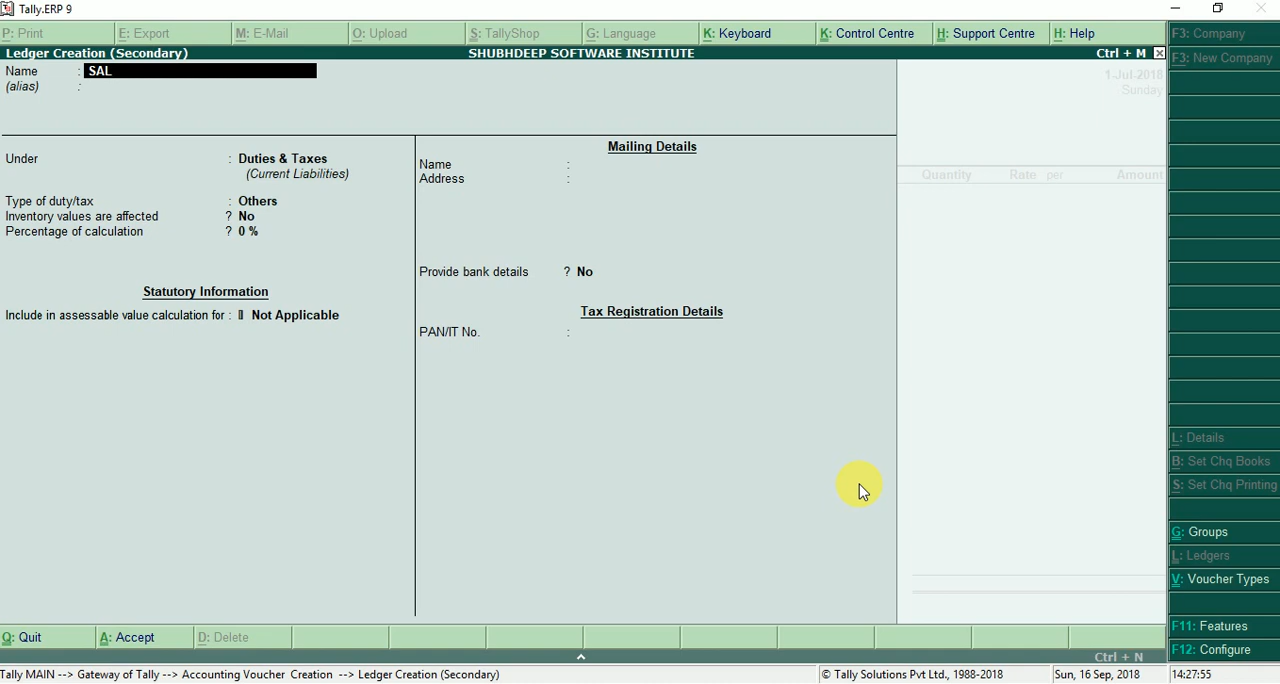 Tally.ERP 9
P: Print E: Export M: E-Mail O: Upload S: TallyShop G: Language K: Keyboard K: Control Centre H: Support Centre H: Help
F3: Company
Ledger Creation (Secondary) SHUBHDEEP SOFTWARE INSTITUTE Ctrl + M
F3: New Company
Name : SAL
(alias) :
1-Jul-2018
Sunday
Mailing Details
Under : Duties & Taxes
(Current Liabilities)
Name :
Address :
Quantity Rate per Amount
Type of duty/tax : Others
Inventory values are affected ? No
Percentage of calculation ? 0 %
Provide bank details ? No
Statutory Information
Include in assessable value calculation for : Not Applicable
Tax Registration Details
PAN/IT No. :
L: Details
B: Set Chq Books
S: Set Chq Printing
G: Groups
L: Ledgers
V: Voucher Types
F11: Features
F12: Configure
Q: Quit A: Accept D: Delete
Ctrl + N
Tally MAIN --> Gateway of Tally --> Accounting Voucher Creation --> Ledger Creation (Secondary) © Tally Solutions Pvt Ltd., 1988-2018 Sun, 16 Sep, 2018 14:27:55